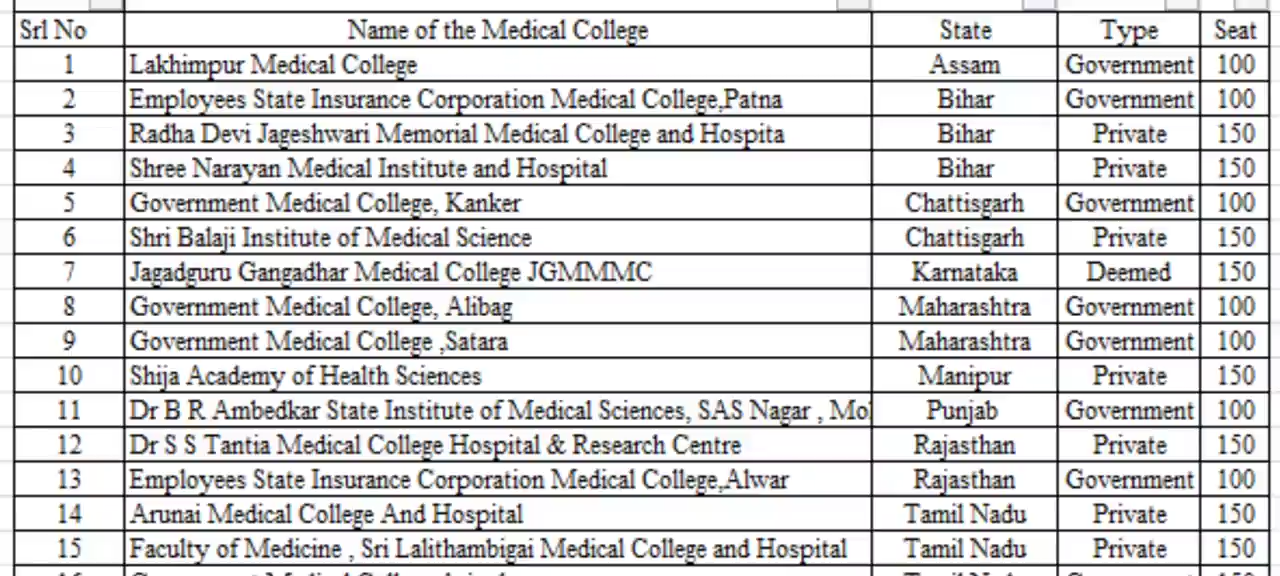 Srl No Name of the Medical College State Type Seat
1 Lakhimpur Medical College Assam Government 100
2 Employees State Insurance Corporation Medical College,Patna Bihar Government 100
3 Radha Devi Jageshwari Memorial Medical College and Hospita Bihar Private 150
4 Shree Narayan Medical Institute and Hospital Bihar Private 150
5 Government Medical College, Kanker Chattisgarh Government 100
6 Shri Balaji Institute of Medical Science Chattisgarh Private 150
7 Jagadguru Gangadhar Medical College JGMMMC Karnataka Deemed 150
8 Government Medical College, Alibag Maharashtra Government 100
9 Government Medical College ,Satara Maharashtra Government 100
10 Shija Academy of Health Sciences Manipur Private 150
11 Dr B R Ambedkar State Institute of Medical Sciences, SAS Nagar , Punjab Government 100
12 Dr S S Tantia Medical College Hospital & Research Centre Rajasthan Private 150
13 Employees State Insurance Corporation Medical College,Alwar Rajasthan Government 100
14 Arunai Medical College And Hospital Tamil Nadu Private 150
15 Faculty of Medicine , Sri Lalithambigai Medical College and Hospital Tamil Nadu Private 150